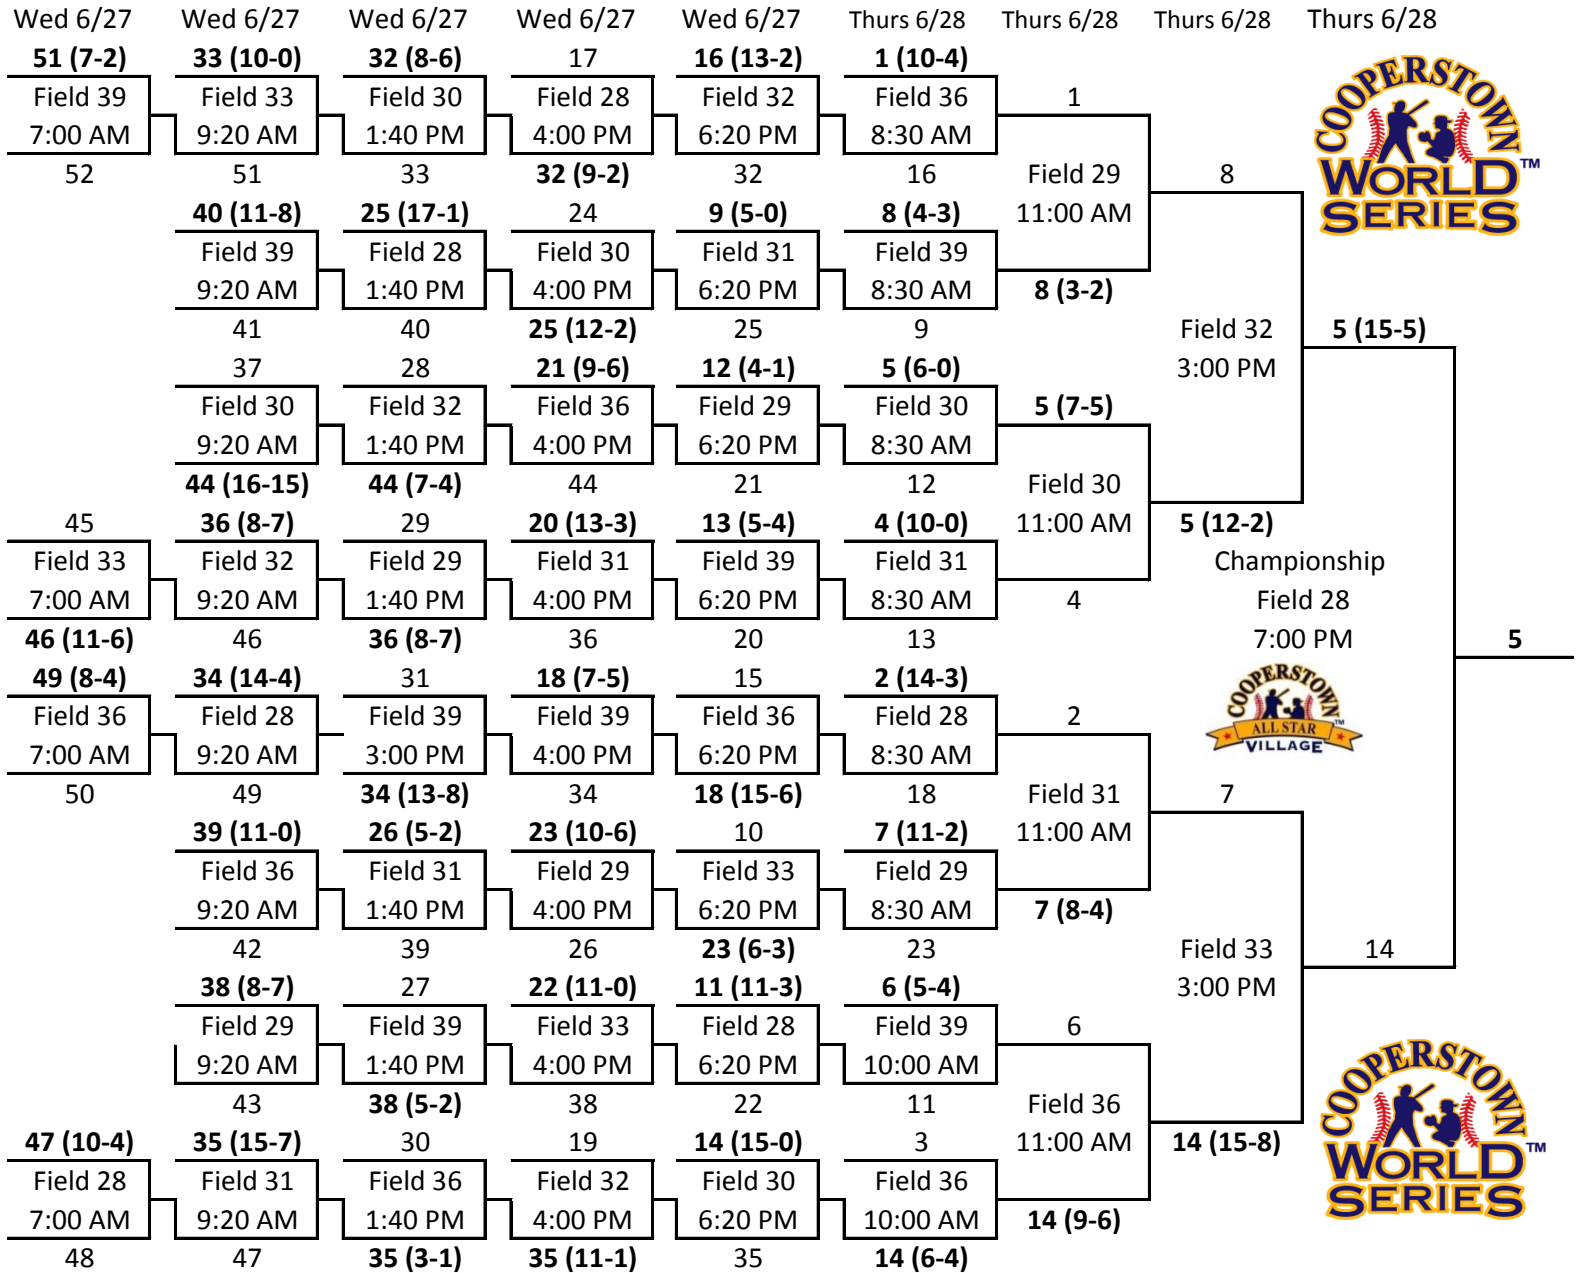 Wed 6/27 Wed 6/27 Wed 6/27 Wed 6/27 Wed 6/27 Thurs 6/28 Thurs 6/28 Thurs 6/28 Thurs 6/28
51 (7-2) 33 (10-0) 32 (8-6) 17 16 (13-2) 1 (10-4)
Field 39 Field 33 Field 30 Field 28 Field 32 Field 36 1
7:00 AM 9:20 AM 1:40 PM 4:00 PM 6:20 PM 8:30 AM
52 51 33 32 (9-2) 32 16 Field 29 8
40 (11-8) 25 (17-1) 24 9 (5-0) 8 (4-3) 11:00 AM
Field 39 Field 28 Field 30 Field 31 Field 39
9:20 AM 1:40 PM 4:00 PM 6:20 PM 8:30 AM 8 (3-2)
41 40 25 (12-2) 25 9 Field 32 5 (15-5)
37 28 21 (9-6) 12 (4-1) 5 (6-0) 3:00 PM
Field 30 Field 32 Field 36 Field 29 Field 30 5 (7-5)
9:20 AM 1:40 PM 4:00 PM 6:20 PM 8:30 AM
44 (16-15) 44 (7-4) 44 21 12 Field 30
45 36 (8-7) 29 20 (13-3) 13 (5-4) 4 (10-0) 11:00 AM 5 (12-2)
Field 33 Field 32 Field 29 Field 31 Field 39 Field 31 Championship
7:00 AM 9:20 AM 1:40 PM 4:00 PM 6:20 PM 8:30 AM 4 Field 28
46 (11-6) 46 36 (8-7) 36 20 13 7:00 PM 5
49 (8-4) 34 (14-4) 31 18 (7-5) 15 2 (14-3)
Field 36 Field 28 Field 39 Field 39 Field 36 Field 28 2
7:00 AM 9:20 AM 3:00 PM 4:00 PM 6:20 PM 8:30 AM
50 49 34 (13-8) 34 18 (15-6) 18 Field 31 7
39 (11-0) 26 (5-2) 23 (10-6) 10 7 (11-2) 11:00 AM
Field 36 Field 31 Field 29 Field 33 Field 29
9:20 AM 1:40 PM 4:00 PM 6:20 PM 8:30 AM 7 (8-4)
42 39 26 23 (6-3) 23 Field 33 14
38 (8-7) 27 22 (11-0) 11 (11-3) 6 (5-4) 3:00 PM
Field 29 Field 39 Field 33 Field 28 Field 39 6
9:20 AM 1:40 PM 4:00 PM 6:20 PM 10:00 AM
43 38 (5-2) 38 22 11 Field 36
47 (10-4) 35 (15-7) 30 19 14 (15-0) 3 11:00 AM 14 (15-8)
Field 28 Field 31 Field 36 Field 32 Field 30 Field 36
7:00 AM 9:20 AM 1:40 PM 4:00 PM 6:20 PM 10:00 AM 14 (9-6)
48 47 35 (3-1) 35 (11-1) 35 14 (6-4)
COOPERSTOWN
WORLD™
SERIES
COOPERSTOWN™
ALL STAR
VILLAGE
COOPERSTOWN
WORLD™
SERIES